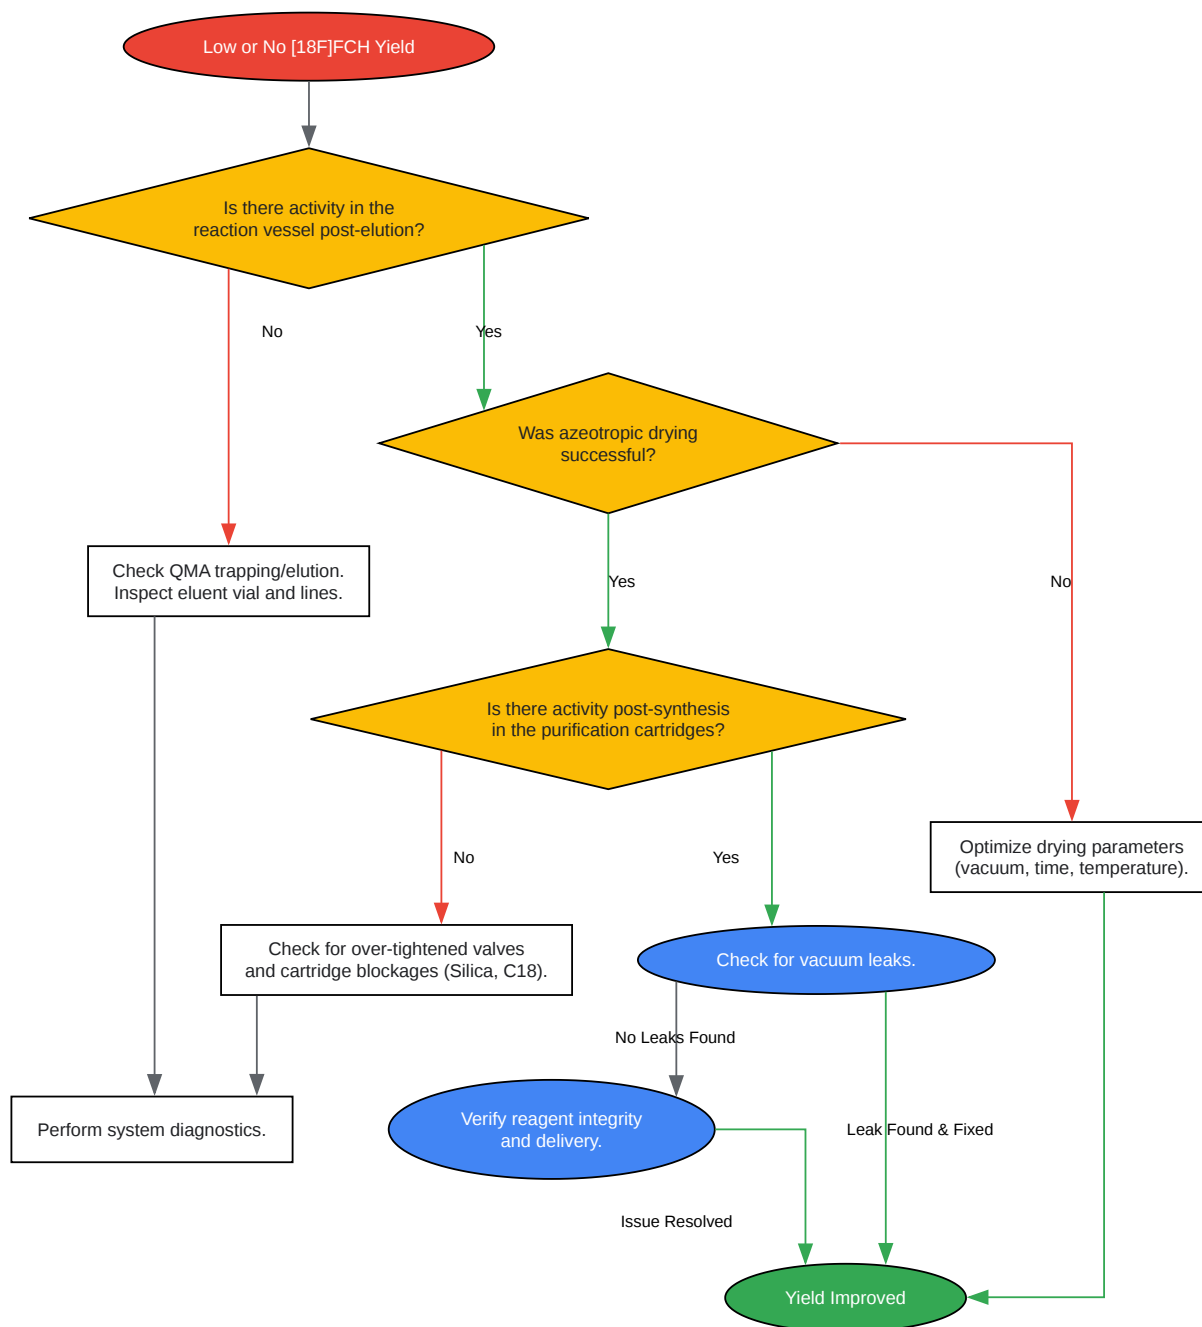 Low or No [18F]FCH Yield
Is there activity in the
reaction vessel post-elution?
No
Yes
Was azeotropic drying
successful?
Check QMA trapping/elution.
Inspect eluent vial and lines.
Yes
No
Is there activity post-synthesis
in the purification cartridges?
No
Yes
Optimize drying parameters
(vacuum, time, temperature).
Check for over-tightened valves
and cartridge blockages (Silica, C18).
Check for vacuum leaks.
No Leaks Found
Perform system diagnostics.
Verify reagent integrity
and delivery.
Leak Found & Fixed
Issue Resolved
Yield Improved